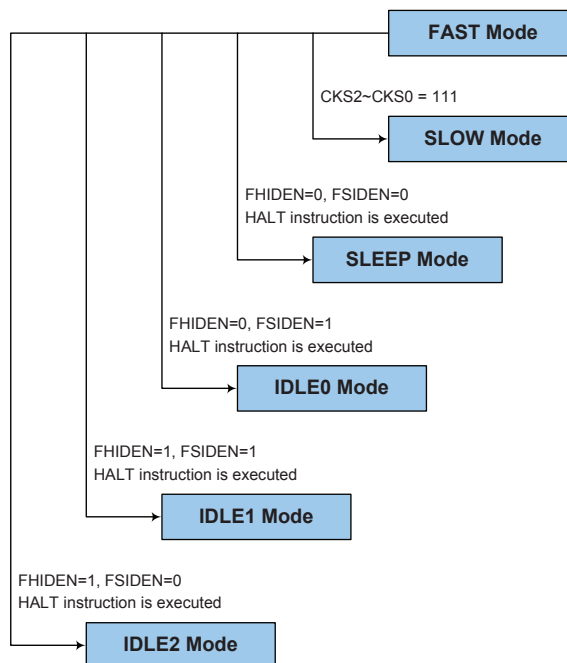 FAST Mode
CKS2~CKS0 = 111
SLOW Mode
FHIDEN=0, FSIDEN=0
HALT instruction is executed
SLEEP Mode
FHIDEN=0, FSIDEN=1
HALT instruction is executed
IDLE0 Mode
FHIDEN=1, FSIDEN=1
HALT instruction is executed
IDLE1 Mode
FHIDEN=1, FSIDEN=0
HALT instruction is executed
IDLE2 Mode